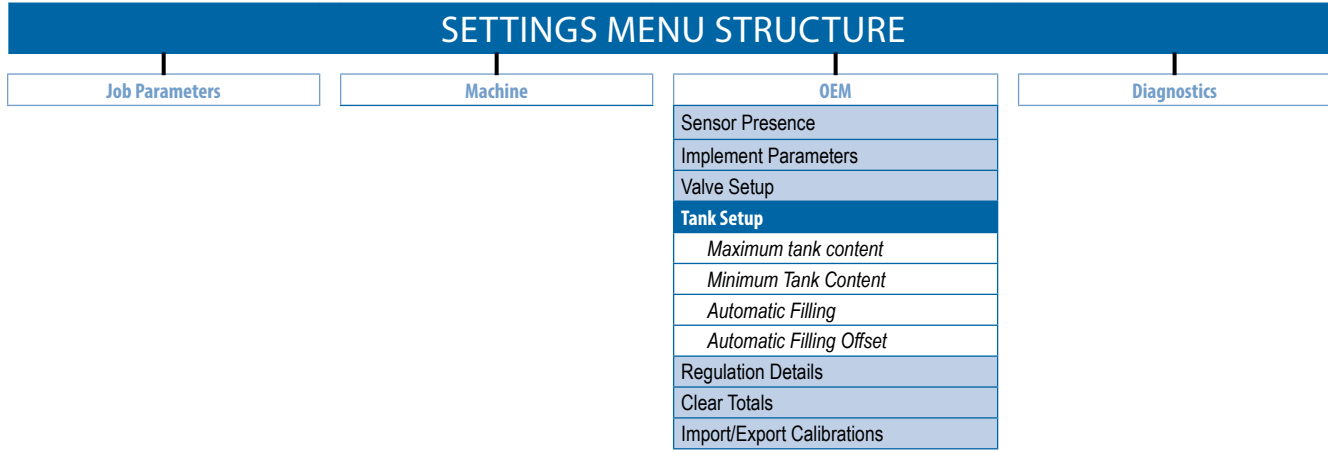 SETTINGS MENU STRUCTURE
Job Parameters
Machine
OEM
Diagnostics
Sensor Presence
Implement Parameters
Valve Setup
Tank Setup
Maximum tank content
Minimum Tank Content
Automatic Filling
Automatic Filling Offset
Regulation Details
Clear Totals
Import/Export Calibrations